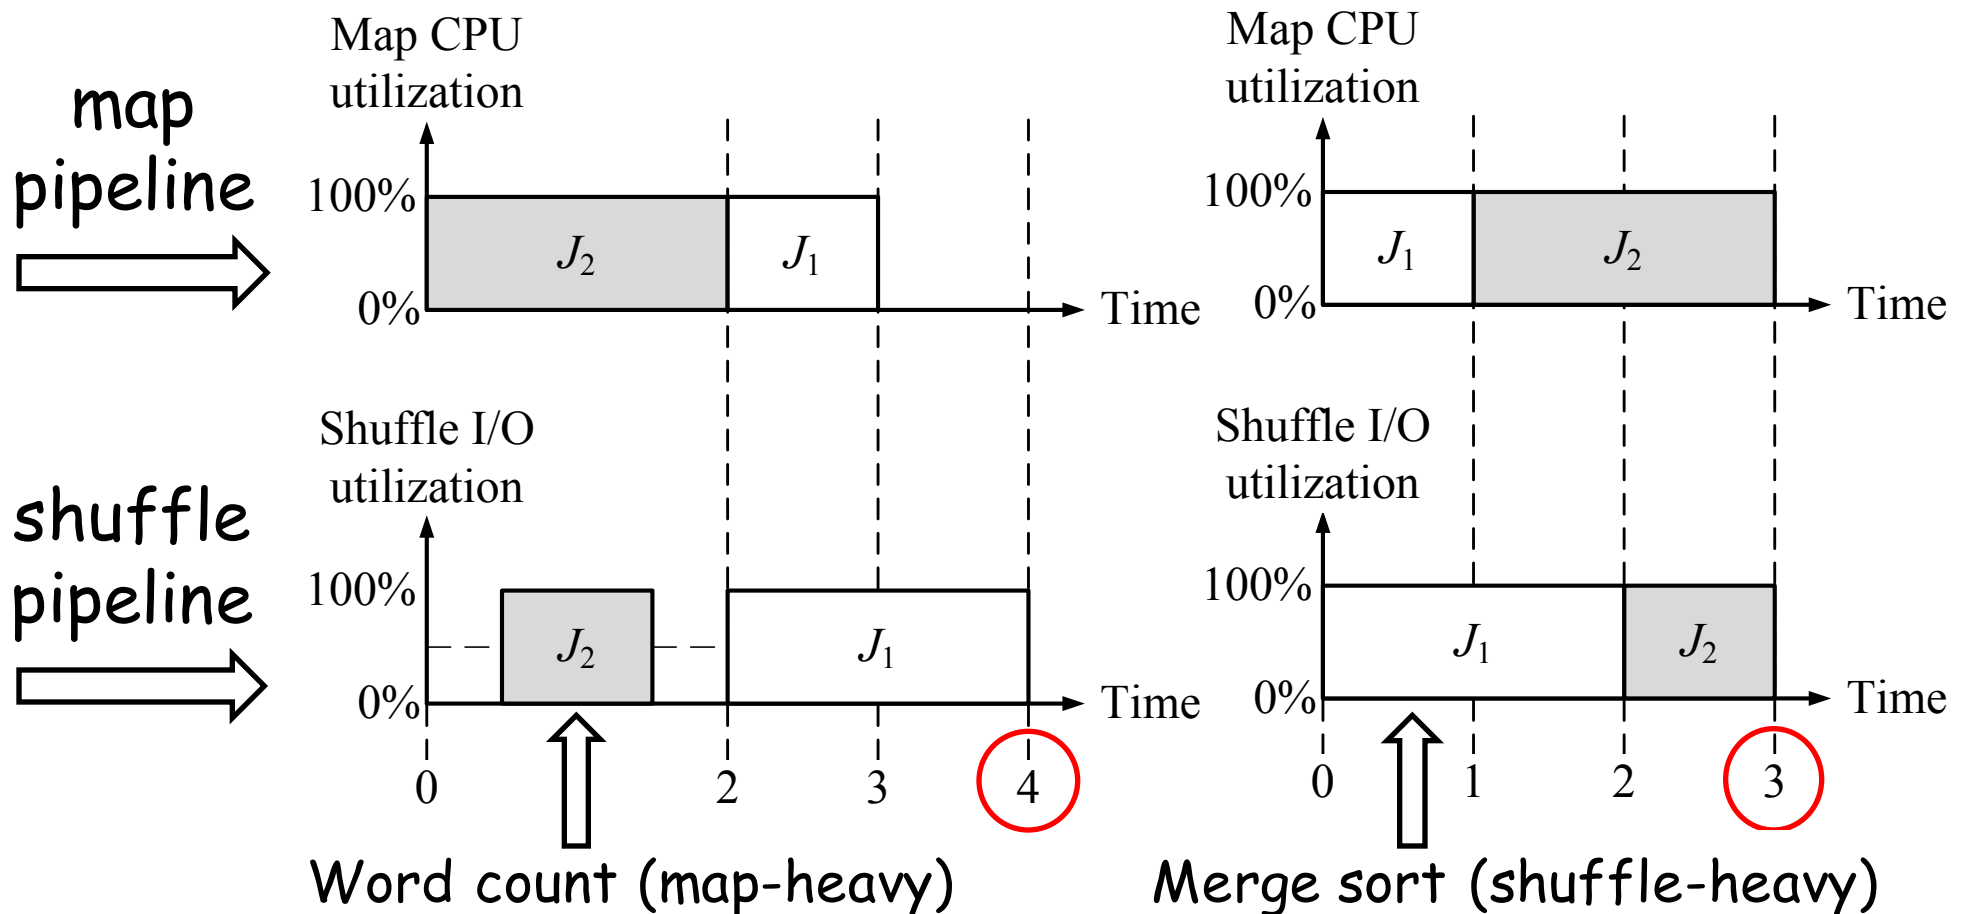 map
pipeline
Map CPU
utilization
100%
J2
J1
0%
Time
Map CPU
utilization
100%
J1
J2
0%
Time
shuffle
pipeline
Shuffle I/O
utilization
100%
J2
J1
0%
Time
0
2
3
4
Shuffle I/O
utilization
100%
J1
J2
0%
Time
0
1
2
3
Word count (map-heavy)
Merge sort (shuffle-heavy)